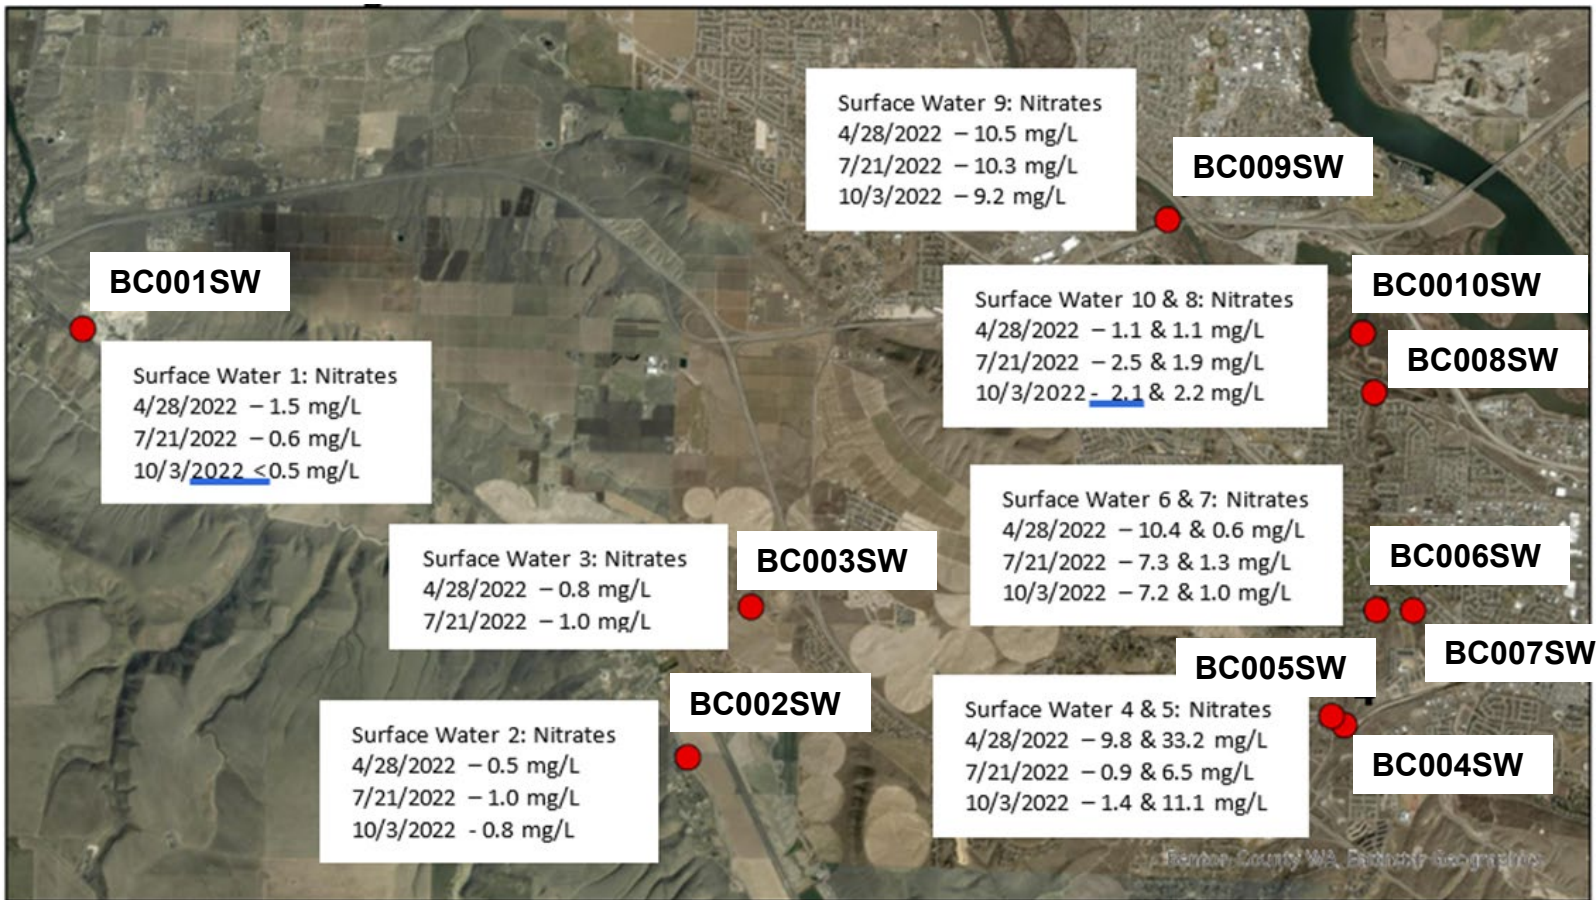 Surface Water 9: Nitrates
4/28/2022 – 10.5 mg/L
7/21/2022 – 10.3 mg/L
10/3/2022 – 9.2 mg/L
BC009SW
BC001SW
Surface Water 1: Nitrates
4/28/2022 – 1.5 mg/L
7/21/2022 – 0.6 mg/L
10/3/2022 <0.5 mg/L
Surface Water 10 & 8: Nitrates
4/28/2022 – 1.1 & 1.1 mg/L
7/21/2022 – 2.5 & 1.9 mg/L
10/3/2022 - 2.1 & 2.2 mg/L
BC0010SW
BC008SW
Surface Water 3: Nitrates
4/28/2022 – 0.8 mg/L
7/21/2022 – 1.0 mg/L
BC003SW
Surface Water 6 & 7: Nitrates
4/28/2022 – 10.4 & 0.6 mg/L
7/21/2022 – 7.3 & 1.3 mg/L
10/3/2022 – 7.2 & 1.0 mg/L
BC006SW
BC007SW
BC005SW
Surface Water 2: Nitrates
4/28/2022 – 0.5 mg/L
7/21/2022 – 1.0 mg/L
10/3/2022 - 0.8 mg/L
BC002SW
Surface Water 4 & 5: Nitrates
4/28/2022 – 9.8 & 33.2 mg/L
7/21/2022 – 0.9 & 6.5 mg/L
10/3/2022 – 1.4 & 11.1 mg/L
BC004SW
Benton County WA,